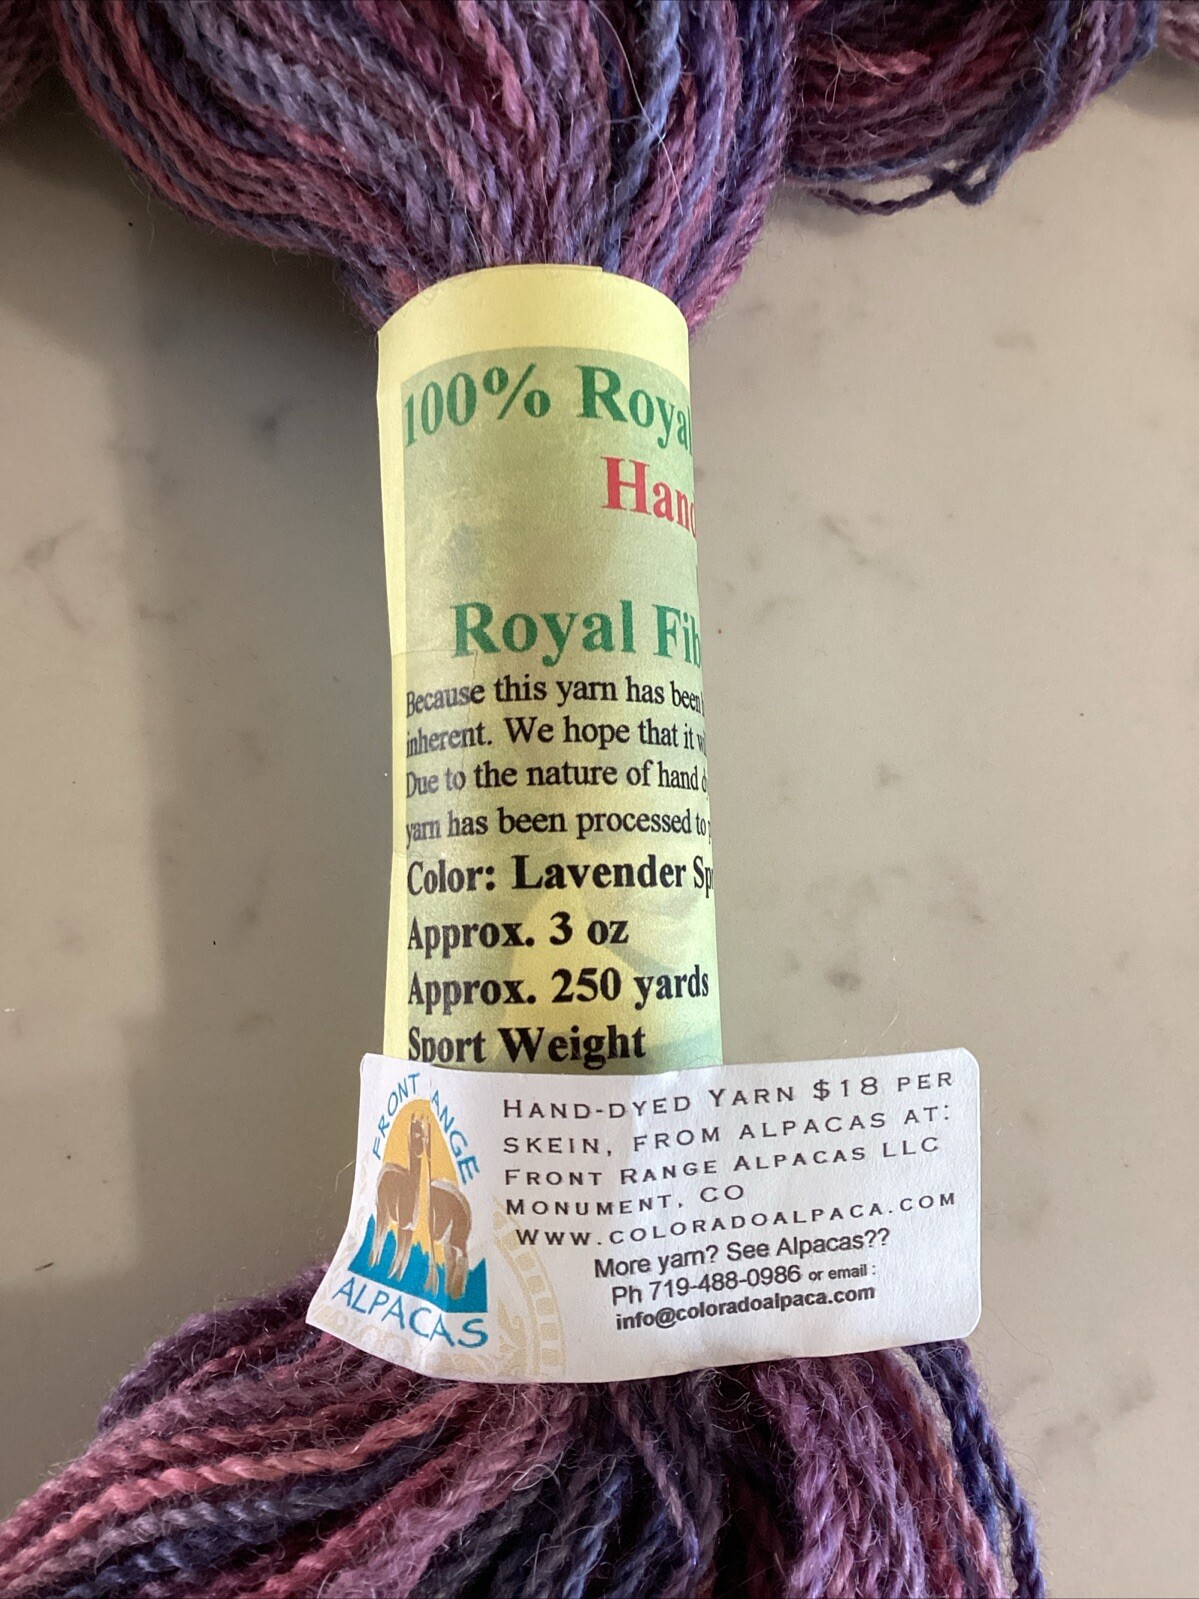 100% Royal
Hand
Royal Fib
Because this yarn has been
inherent. We hope that it
Due to the nature of hand
yarn has been processed to
Color: Lavender Sp
Approx. 3 oz
Approx. 250 yards
Sport Weight
FRONT RANGE
ALPACAS
HAND-DYED YARN $18 PER
SKEIN, FROM ALPACAS AT:
FRONT RANGE ALPACAS LLC
MONUMENT, CO
WWW.COLORADOALPACA.COM
More yarn? See Alpacas??
Ph 719-488-0986 or email :
info@coloradoalpaca.com